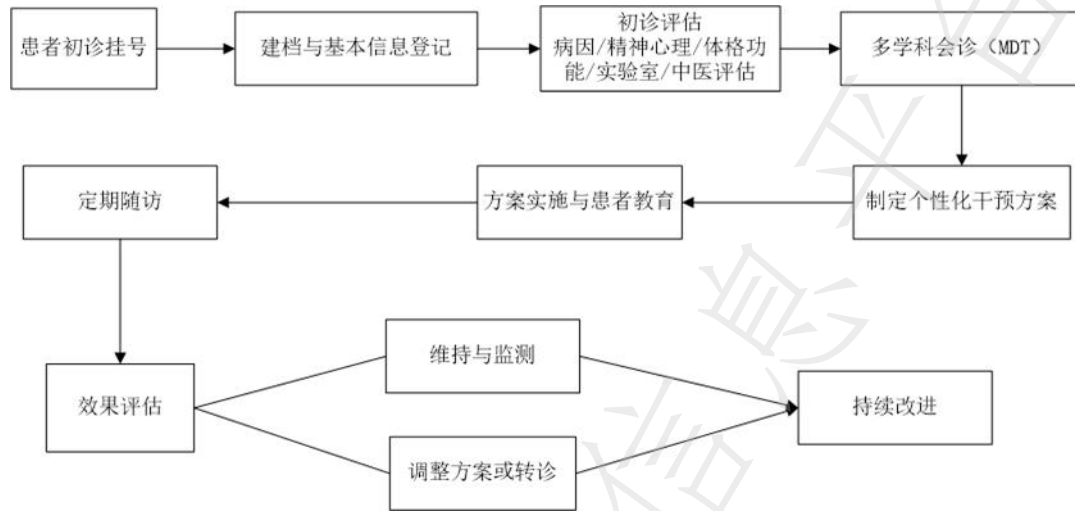 患者初诊挂号
建档与基本信息登记
初诊评估
病因/精神心理/体格功
能/实验室/中医评估
多学科会诊（MDT）
制定个性化干预方案
方案实施与患者教育
定期随访
效果评估
维持与监测
调整方案或转诊
持续改进
信息平台